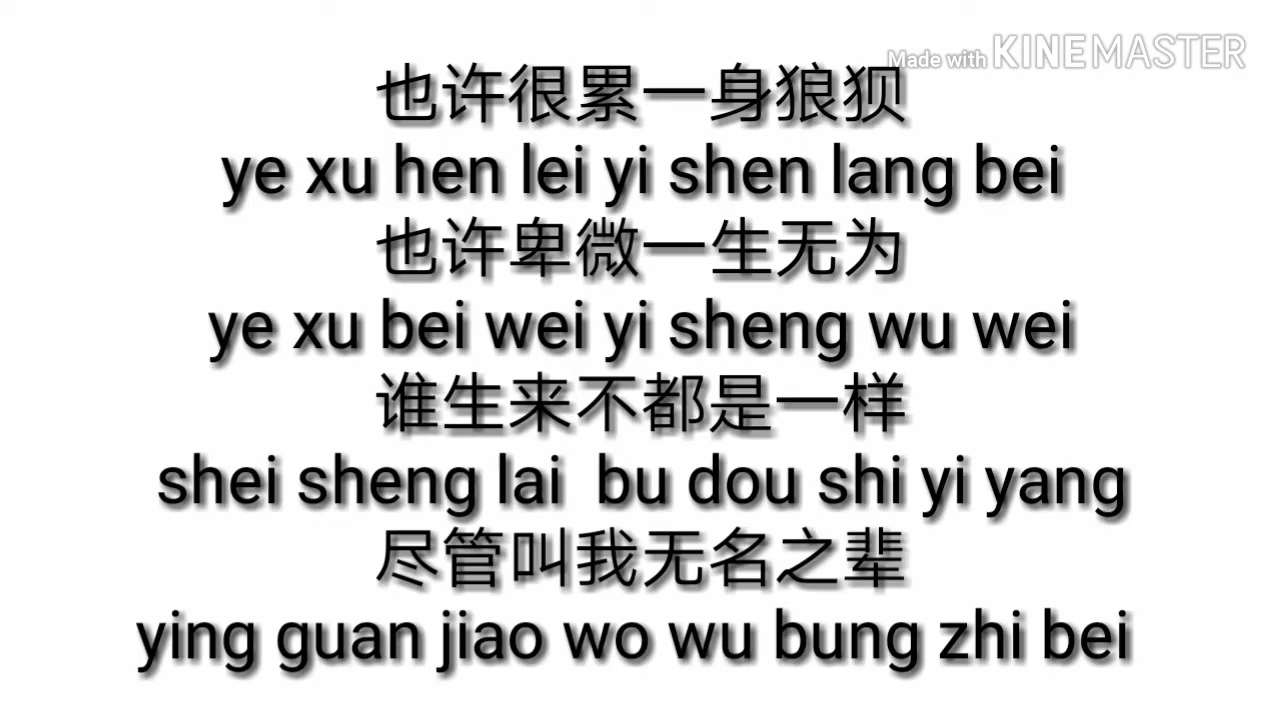 Made with KINEMASTER
也许很累一身狼狈
ye xu hen lei yi shen lang bei
也许卑微一生无为
ye xu bei wei yi sheng wu wei
谁生来不都是一样
shei sheng lai bu dou shi yi yang
尽管叫我无名之辈
ying guan jiao wo wu bung zhi bei